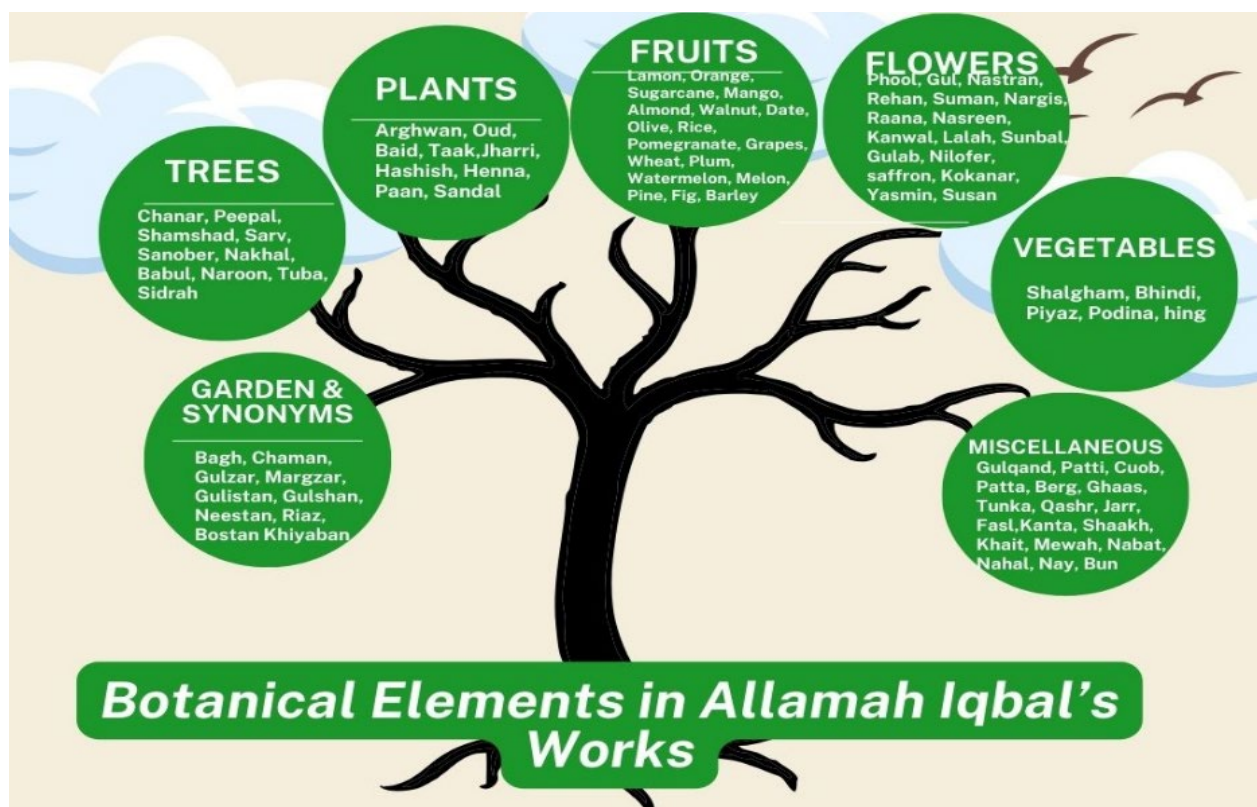 TREES
Chanar, Peepal,
Shamshad, Sarv,
Sanober, Nakhal,
Babul, Naroon, Tuba,
Sidrah
PLANTS
Arghwan, Oud,
Baid, Taak,Jharri,
Hashish, Henna,
Paan, Sandal
FRUITS
Lamon, Orange,
Sugarcane, Mango,
Almond, Walnut, Date,
Olive, Rice,
Pomegranate, Grapes,
Wheat, Plum,
Watermelon, Melon,
Pine, Fig, Barley
FLOWERS
Phool, Gul, Nastran,
Rehan, Suman, Nargis,
Raana, Nasreen,
Kanwal, Lalah, Sunbal,
Gulab, Nilofer,
saffron, Kokanar,
Yasmin, Susan
VEGETABLES
Shalgham, Bhindi,
Piyaz, Podina, hing
GARDEN &
SYNONYMS
Bagh, Chaman,
Gulzar, Margzar,
Gulistan, Gulshan,
Neestan, Riaz,
Bostan Khiyaban
MISCELLANEOUS
Gulqand, Patti, Cuob,
Patta, Berg, Ghaas,
Tunka, Qashr, Jarr,
Fasl,Kanta, Shaakh,
Khait, Mewah, Nabat,
Nahal, Nay, Bun
Botanical Elements in Allamah Iqbal’s
Works